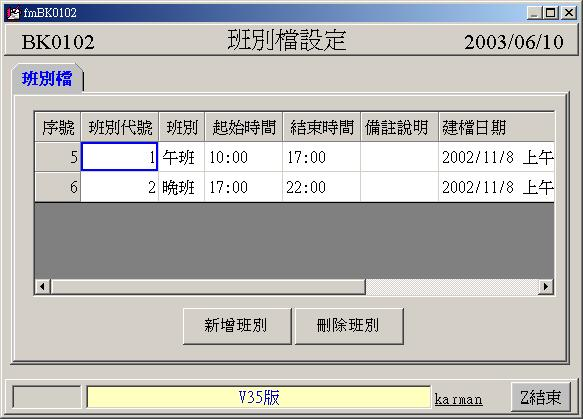 fmBK0102
BK0102 班別檔設定 2003/06/10
班別檔
序號 班別代號 班別 起始時間 結束時間 備註說明 建檔日期
5 1 午班 10:00 17:00 2002/11/8 上午
6 2 晩班 17:00 22:00 2002/11/8 上午
新增班別 刪除班別
V35版 karman Z結束